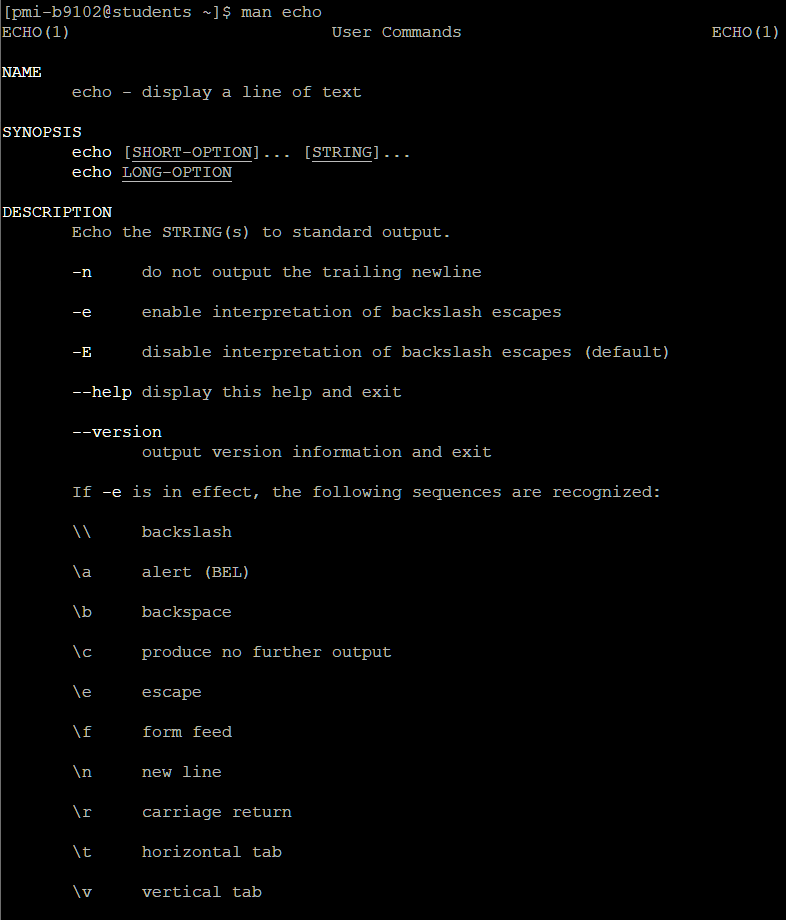 [pmi-b9102@students ~]$ man echo
ECHO(1) User Commands ECHO(1)
NAME
echo - display a line of text
SYNOPSIS
echo [SHORT-OPTION]... [STRING]...
echo LONG-OPTION
DESCRIPTION
Echo the STRING(s) to standard output.
-n do not output the trailing newline
-e enable interpretation of backslash escapes
-E disable interpretation of backslash escapes (default)
--help display this help and exit
--version
output version information and exit
If -e is in effect, the following sequences are recognized:
\\ backslash
\a alert (BEL)
\b backspace
\c produce no further output
\e escape
\f form feed
\n new line
\r carriage return
\t horizontal tab
\v vertical tab